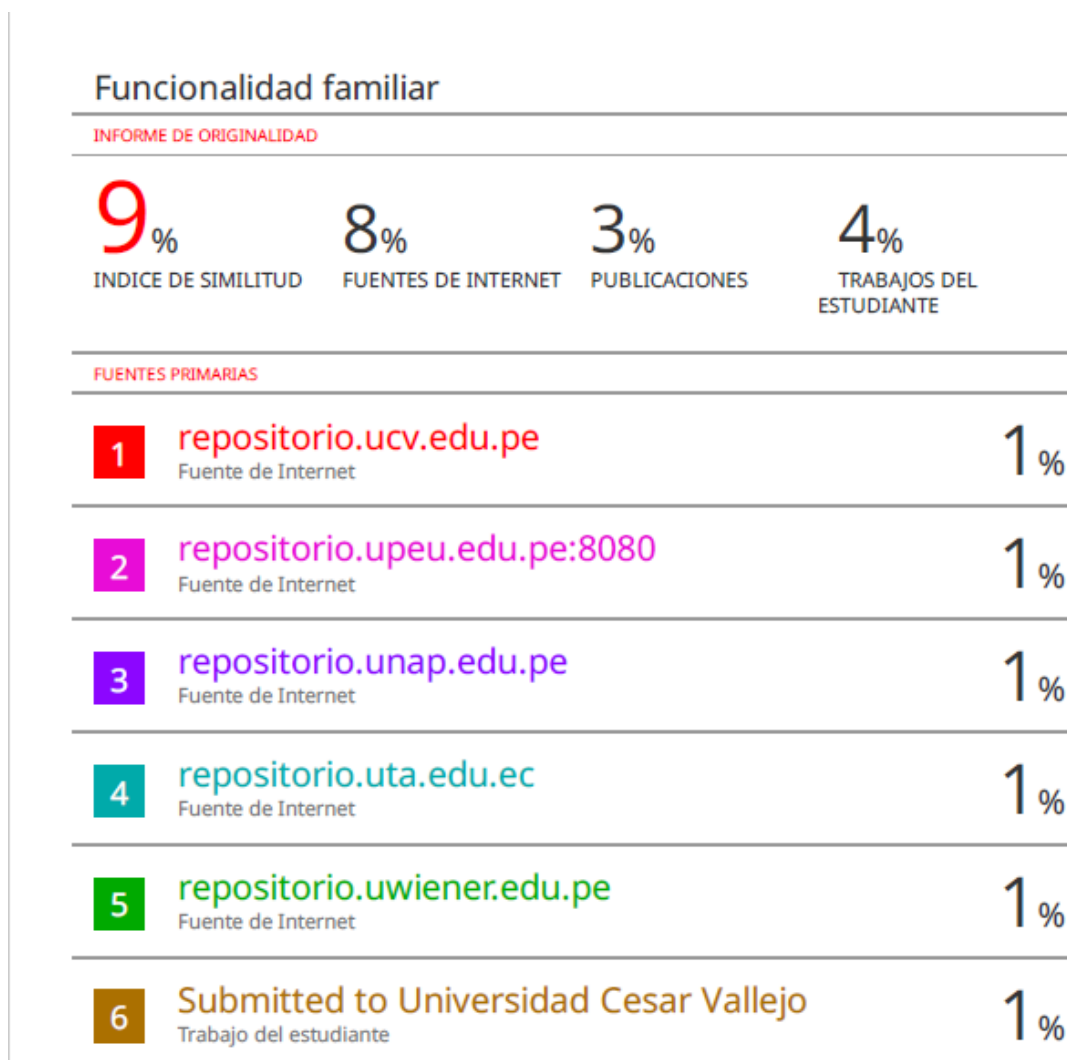 Funcionalidad familiar
INFORME DE ORIGINALIDAD
9% 8% 3% 4%
INDICE DE SIMILITUD FUENTES DE INTERNET PUBLICACIONES TRABAJOS DEL
ESTUDIANTE
FUENTES PRIMARIAS
1 repositorio.ucv.edu.pe 1%
Fuente de Internet
2 repositorio.upeu.edu.pe:8080 1%
Fuente de Internet
3 repositorio.unap.edu.pe 1%
Fuente de Internet
4 repositorio.uta.edu.ec 1%
Fuente de Internet
5 repositorio.uwiener.edu.pe 1%
Fuente de Internet
6 Submitted to Universidad Cesar Vallejo 1%
Trabajo del estudiante